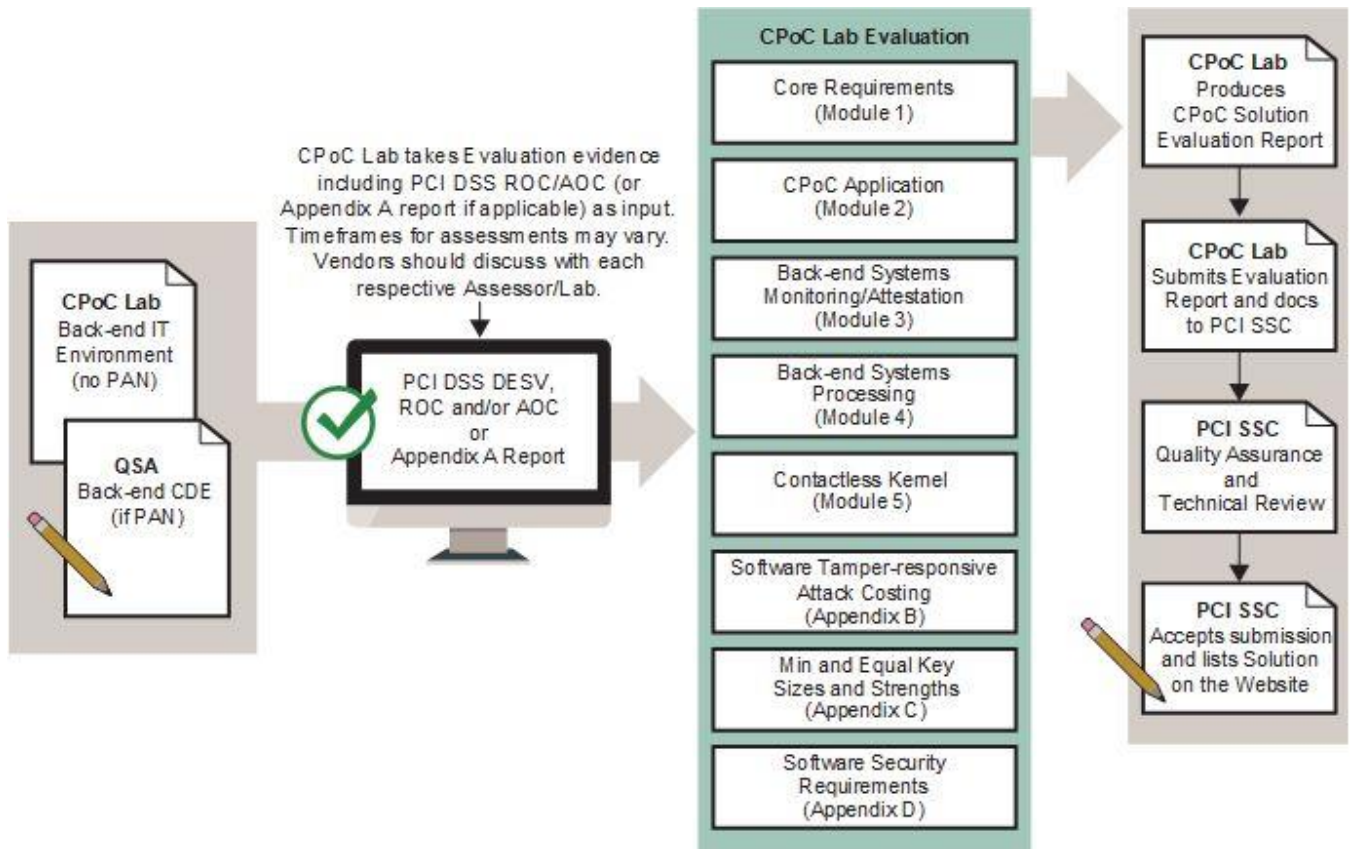 CPoC Lab
Back-end IT
Environment
(no PAN)
QSA
Back-end CDE
(if PAN)
CPoC Lab takes Evaluation evidence
including PCI DSS ROC/AOC (or
Appendix A report if applicable) as input.
Timeframes for assessments may vary.
Vendors should discuss with each
respective Assessor/Lab.
PCI DSS DESV,
ROC and/or AOC
or
Appendix A Report
CPoC Lab Evaluation
Core Requirements
(Module 1)
CPoC Application
(Module 2)
Back-end Systems
Monitoring/Attestation
(Module 3)
Back-end Systems
Processing
(Module 4)
Contactless Kernel
(Module 5)
Software Tamper-responsive
Attack Costing
(Appendix B)
Min and Equal Key
Sizes and Strengths
(Appendix C)
Software Security
Requirements
(Appendix D)
CPoC Lab
Produces
CPoC Solution
Evaluation Report
CPoC Lab
Submits Evaluation
Report and docs
to PCI SSC
PCI SSC
Quality Assurance
and
Technical Review
PCI SSC
Accepts submission
and lists Solution
on the Website